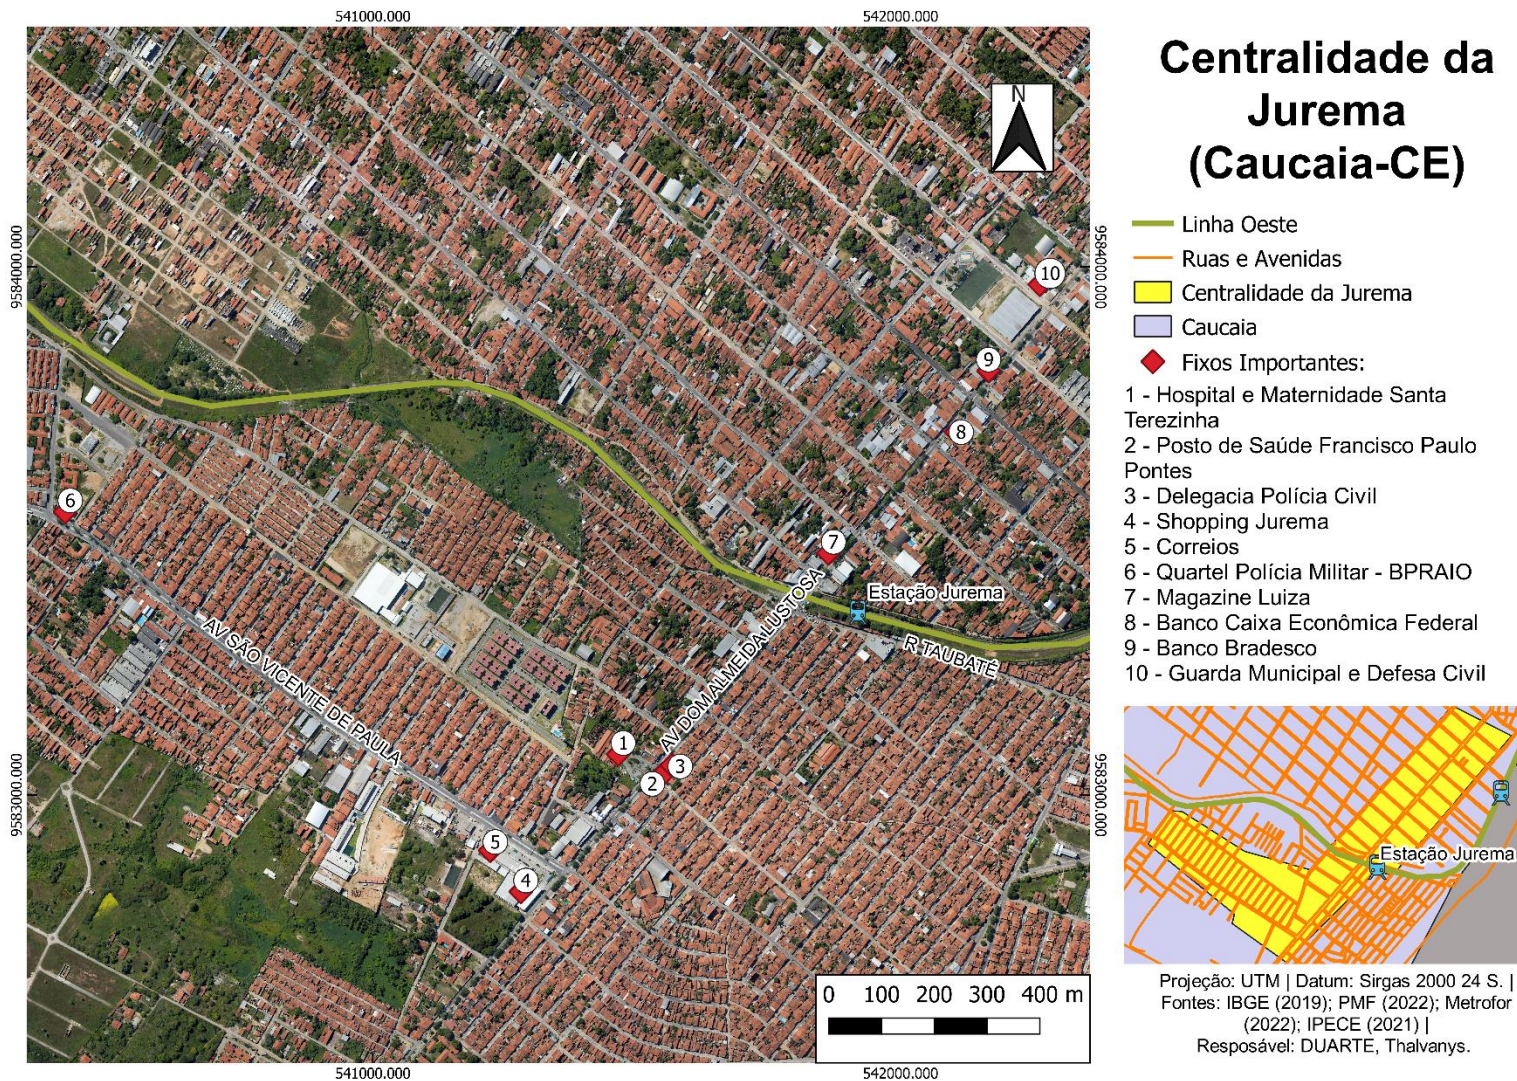 541000.000
542000.000
Centralidade da
Jurema
(Caucaia-CE)
N
9584000.000
9584000.000
Linha Oeste
Ruas e Avenidas
Centralidade da Jurema
Caucaia
Fixos Importantes:
1 - Hospital e Maternidade Santa
Terezinha
2 - Posto de Saúde Francisco Paulo
Pontes
3 - Delegacia Polícia Civil
4 - Shopping Jurema
5 - Correios
6 - Quartel Polícia Militar - BPRAIO
7 - Magazine Luiza
8 - Banco Caixa Econômica Federal
9 - Banco Bradesco
10 - Guarda Municipal e Defesa Civil
10
9
8
6
7
Estação Jurema
AV DOM ALMEIDA LUSTOSA
R TAUBATÉ
AV SÃO VICENTE DE PAULA
1
3
2
5
4
9583000.000
9583000.000
Estação Jurema
0 100 200 300 400 m
541000.000
542000.000
Projeção: UTM | Datum: Sirgas 2000 24 S. |
Fontes: IBGE (2019); PMF (2022); Metrofor
(2022); IPECE (2021) |
Resposável: DUARTE, Thalvanys.